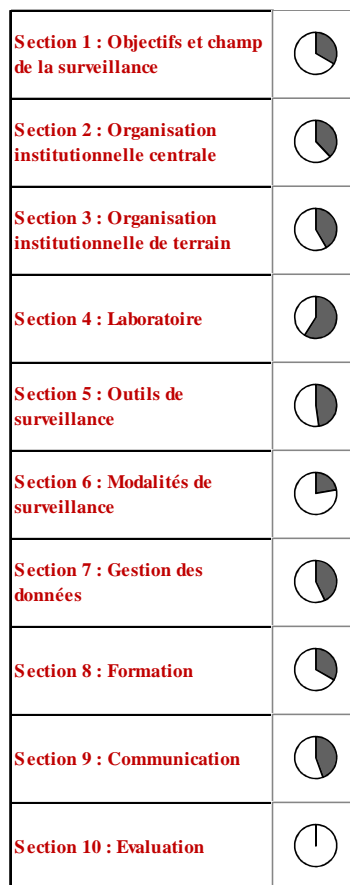 Section 1 : Objectifs et champ
de la surveillance
Section 2 : Organisation
institutionnelle centrale
Section 3 : Organisation
institutionnelle de terrain
Section 4 : Laboratoire
Section 5 : Outils de
surveillance
Section 6 : Modalités de
surveillance
Section 7 : Gestion des
données
Section 8 : Formation
Section 9 : Communication
Section 10 : Evaluation